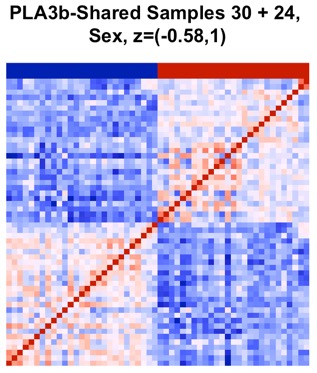 PLA3b-Shared Samples 30 + 24,
Sex, z=(-0.58,1)